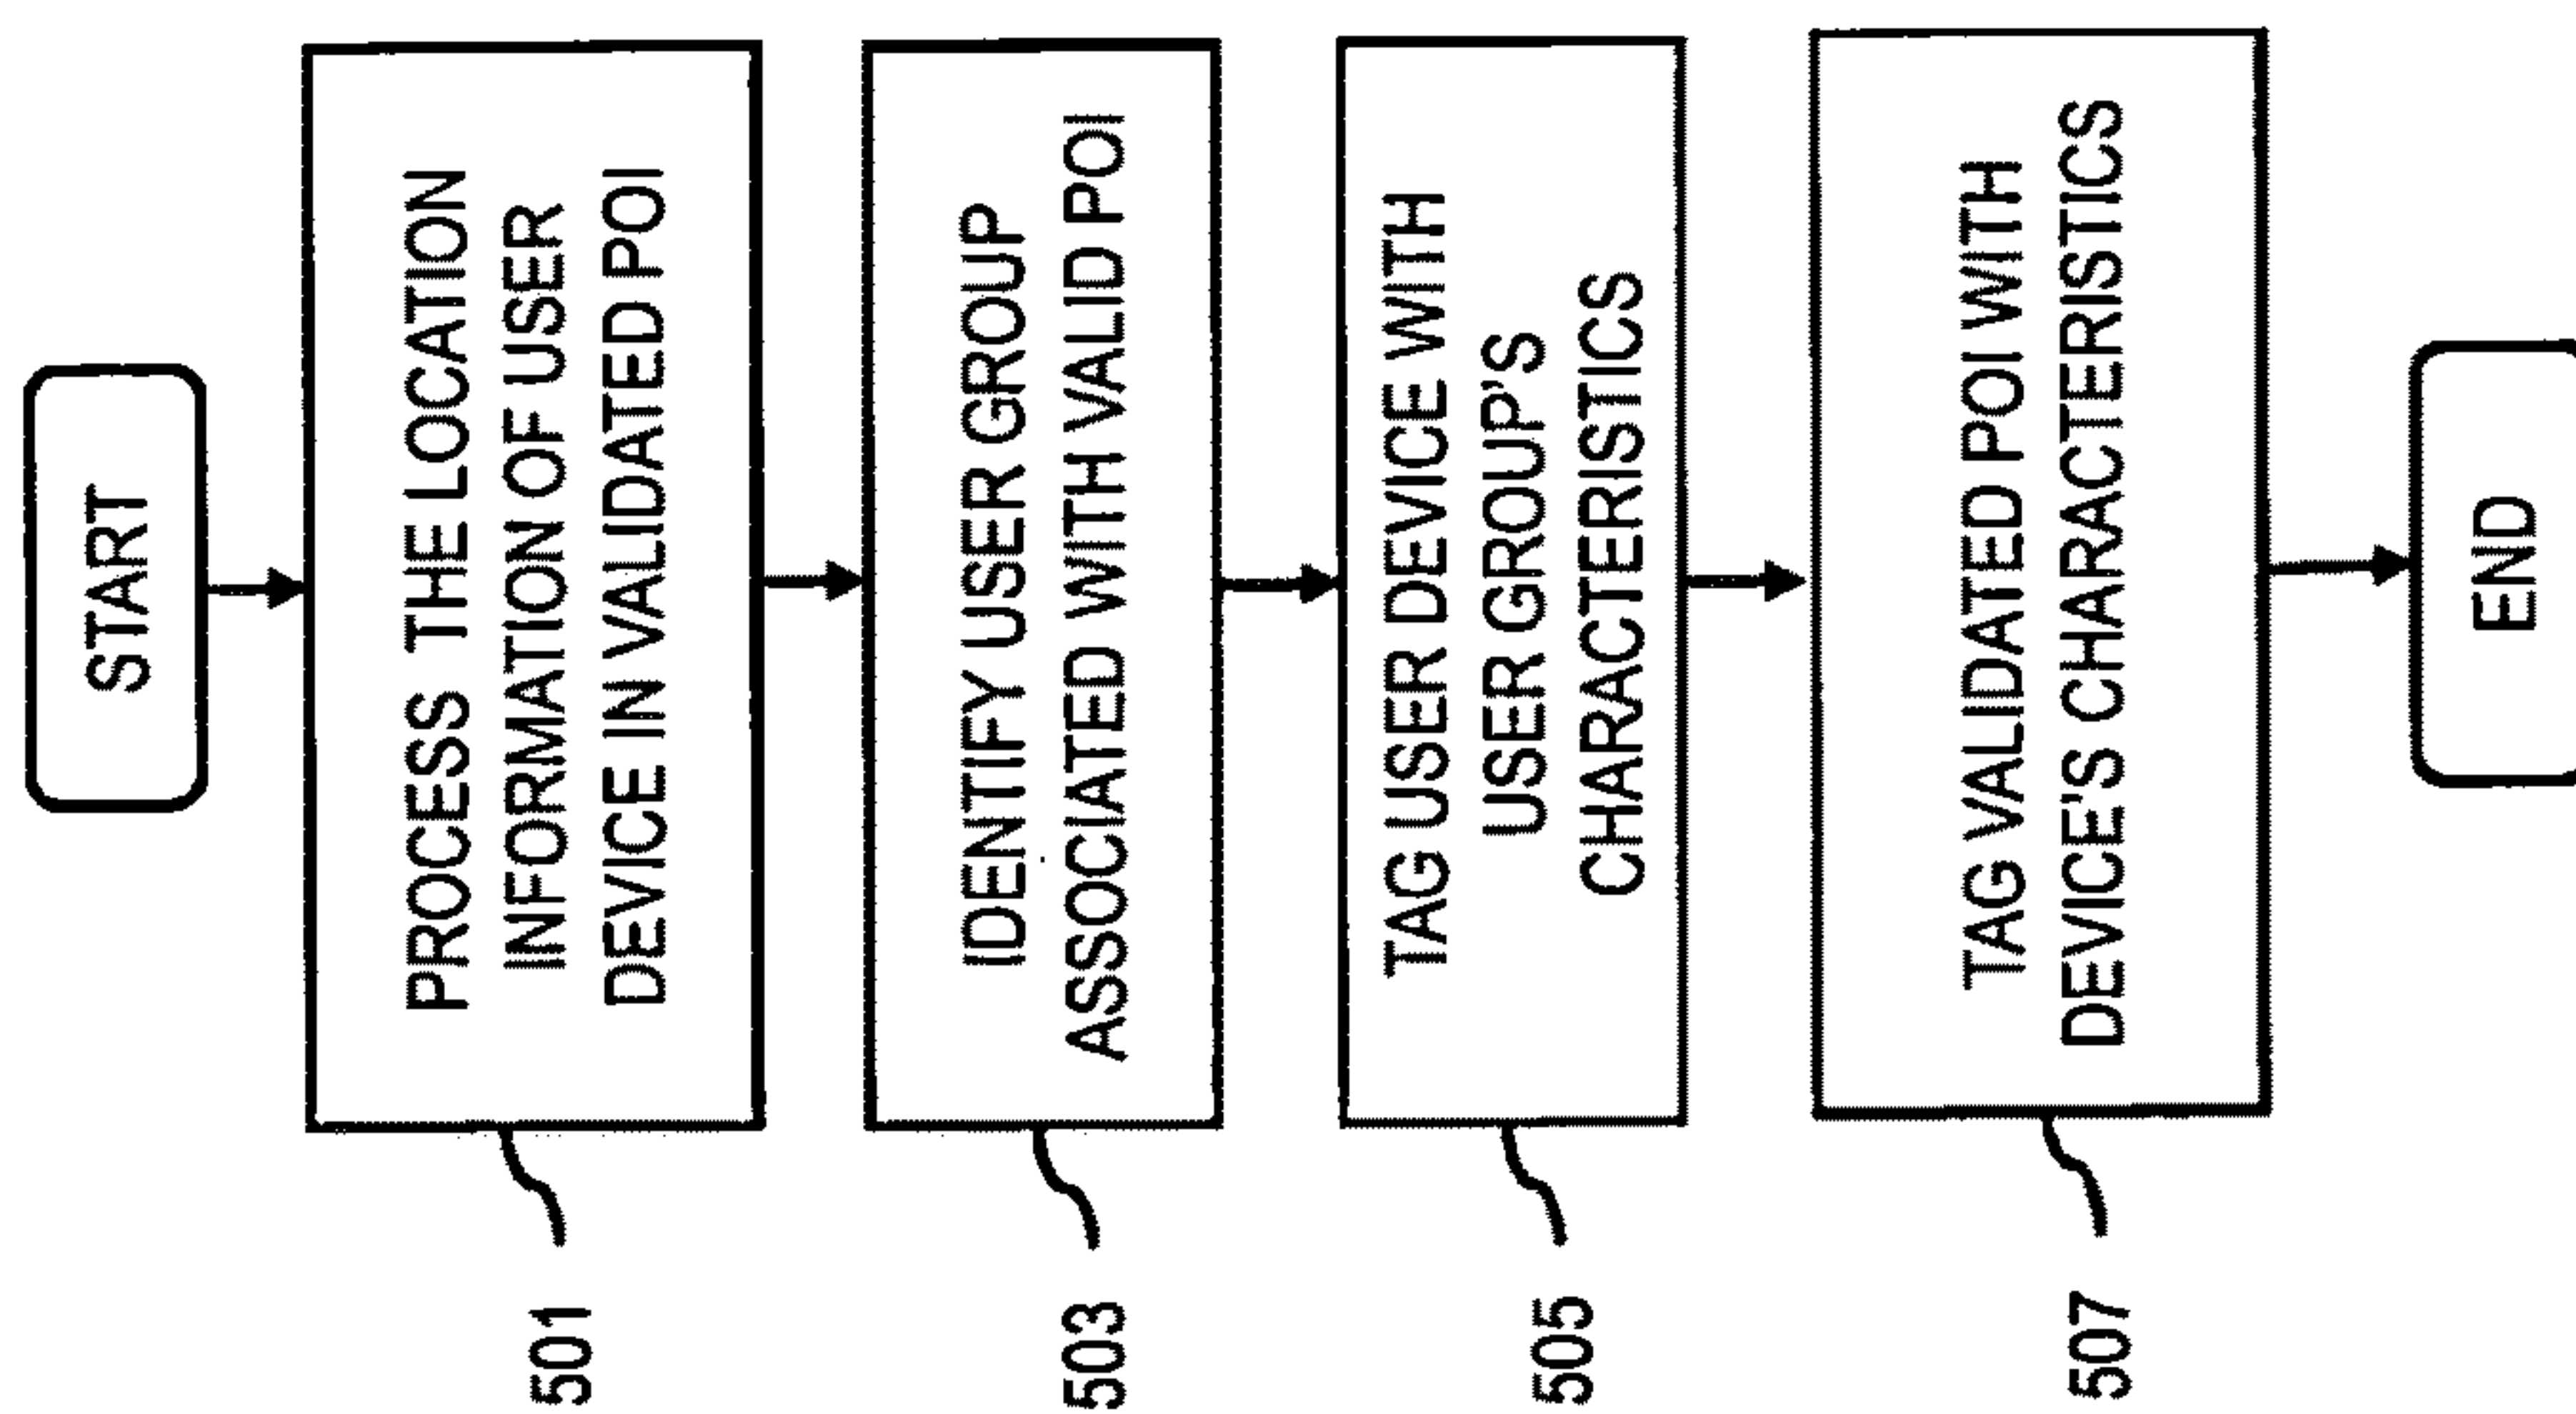 START
PROCESS THE LOCATION
INFORMATION OF USER
DEVICE IN VALIDATED POI
501
IDENTIFY USER GROUP
ASSOCIATED WITH VALID POI
503
TAG USER DEVICE WITH
USER GROUP'S
CHARACTERISTICS
505
TAG VALIDATED POI WITH
DEVICE'S CHARACTERISTICS
507
END